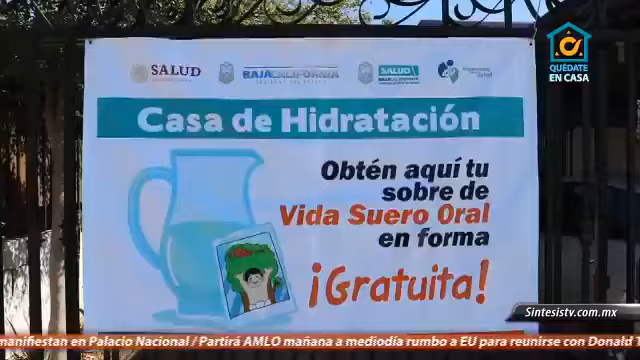 SALUD
BAJA CALIFORNIA
SALUD
QUÉDATE
EN CASA
Casa de Hidratación
Obtén aquí tu
sobre de
Vida Suero Oral
en forma
¡Gratuita!
Sintesistv.com.mx
manifiestan en Palacio Nacional / Partirá AMLO mañana a mediodía rumbo a EU para reunirse con Donald